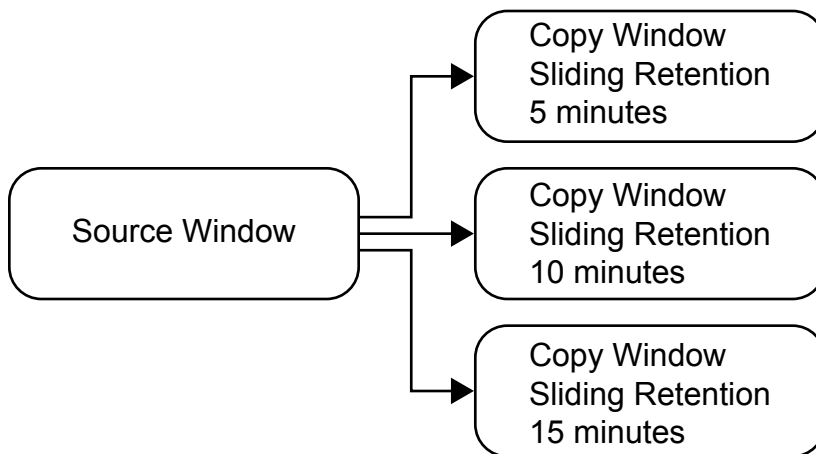 Copy Window
Sliding Retention
5 minutes
Source Window
Copy Window
Sliding Retention
10 minutes
Copy Window
Sliding Retention
15 minutes